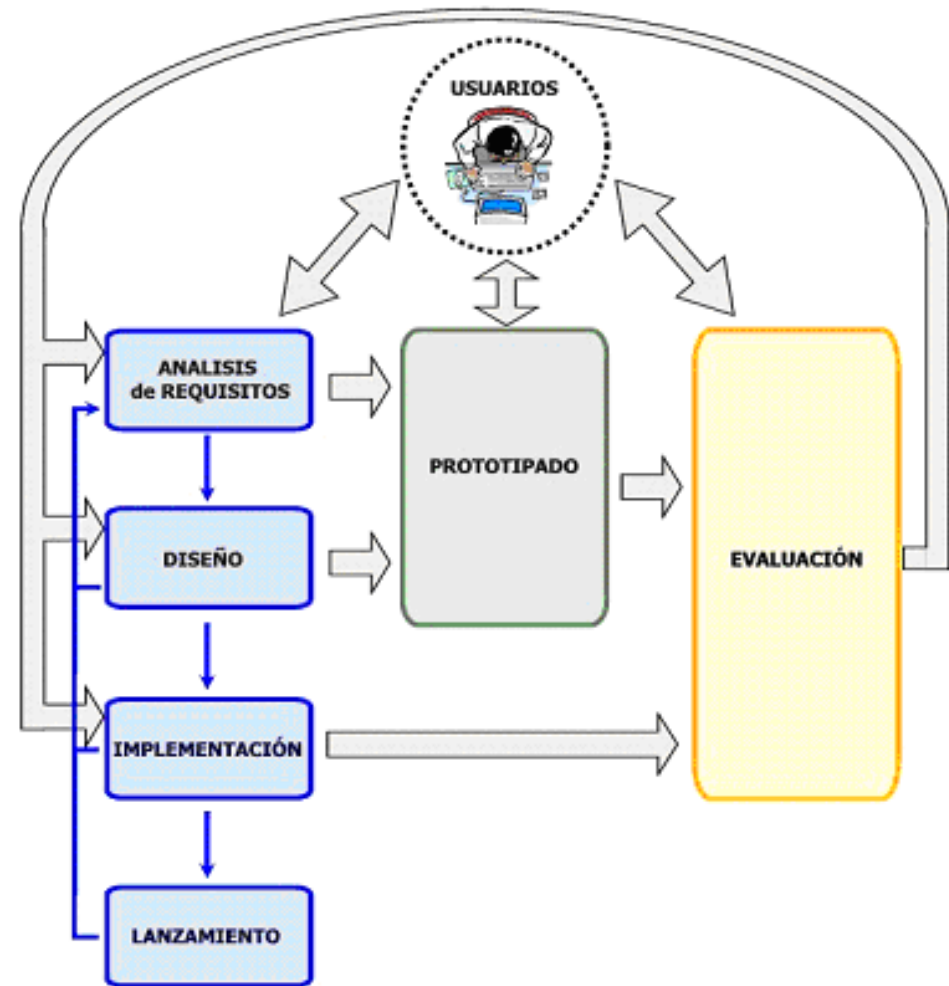 USUARIOS
ANALISIS
de REQUISITOS
PROTOTIPADO
DISEÑO
EVALUACIÓN
IMPLEMENTACIÓN
LANZAMIENTO